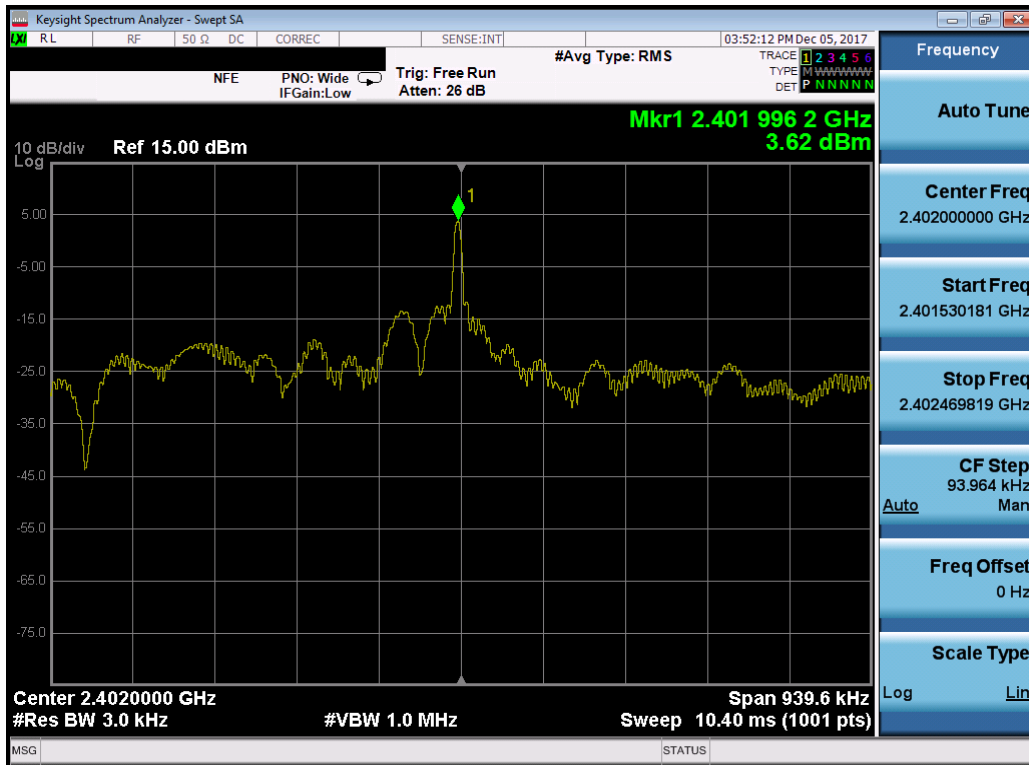 Keysight Spectrum Analyzer - Swept SA
LXI RL RF 50 Ω DC CORREC SENSE:INT 03:52:12 PM Dec 05, 2017
NFE PNO: Wide Trig: Free Run #Avg Type: RMS TRACE 1 2 3 4 5 6
IFGain:Low Atten: 26 dB TYPE M W W W W W
DET P N N N N N
Mkr1 2.401 996 2 GHz
3.62 dBm
10 dB/div Ref 15.00 dBm
Log
1
5.00
-5.00
-15.0
-25.0
-35.0
-45.0
-55.0
-65.0
-75.0
Center 2.4020000 GHz Span 939.6 kHz
#Res BW 3.0 kHz #VBW 1.0 MHz Sweep 10.40 ms (1001 pts)
MSG STATUS
Frequency
Auto Tune
Center Freq
2.402000000 GHz
Start Freq
2.401530181 GHz
Stop Freq
2.402469819 GHz
CF Step
93.964 kHz
Auto Man
Freq Offset
0 Hz
Scale Type
Log Lin